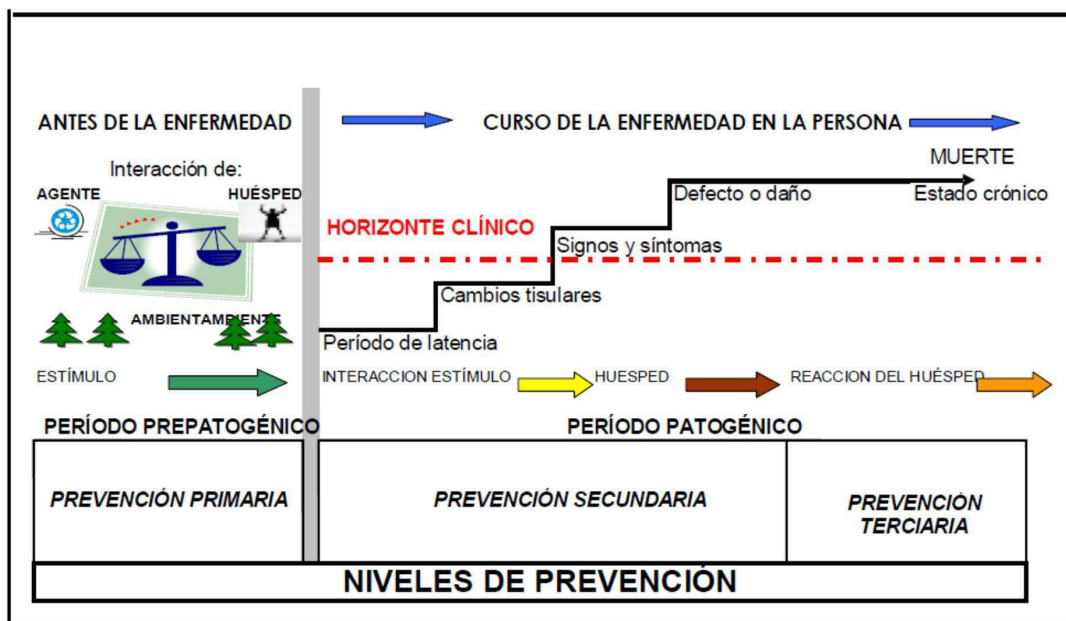 ANTES DE LA ENFERMEDAD
CURSO DE LA ENFERMEDAD EN LA PERSONA
Interacción de:
AGENTE
HUÉSPED
MUERTE
Defecto o daño
Estado crónico
HORIZONTE CLÍNICO
Signos y síntomas
Cambios tisulares
AMBIENTAMBIENTE
Período de latencia
ESTÍMULO
INTERACCION ESTÍMULO
HUESPED
REACCION DEL HUÉSPED
PERÍODO PREPATOGÉNICO
PERÍODO PATOGÉNICO
PREVENCIÓN PRIMARIA
PREVENCIÓN SECUNDARIA
PREVENCIÓN
TERCIARIA
NIVELES DE PREVENCIÓN